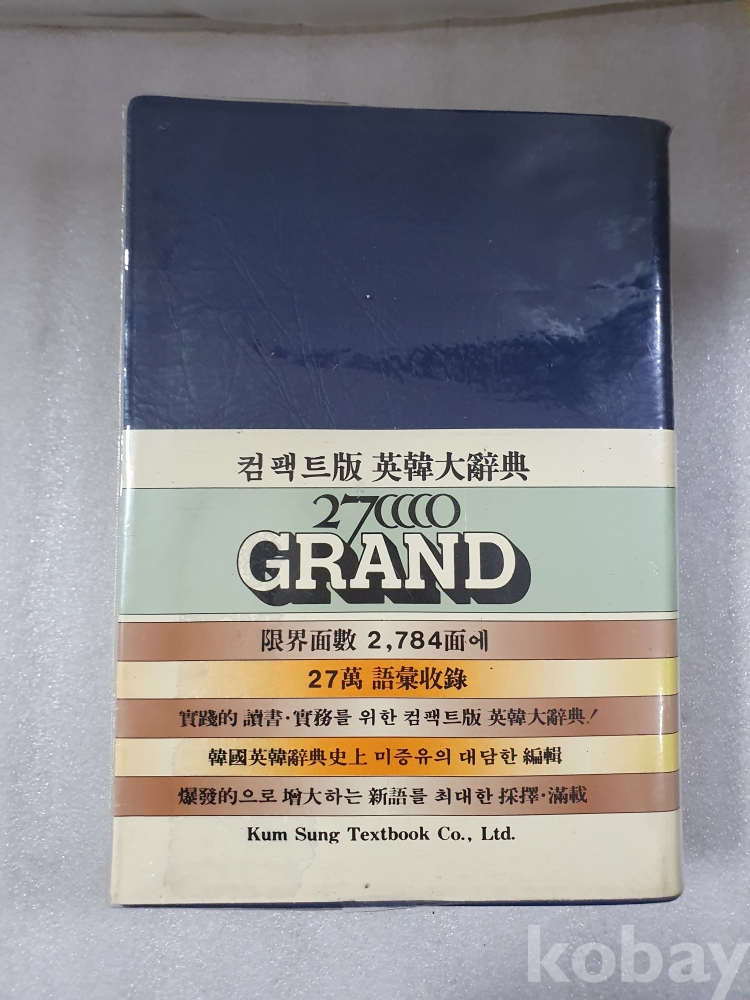 컴팩트版 英韓大辭典
270000
GRAND
限界面數 2,784面에
27萬 語彙收錄
實踐的 讀書·實務를 위한 컴팩트版 英韓大辭典!
韓國英韓辭典史上 미증유의 대담한 編輯
爆發的으로 增大하는 新語를 최대한 採擇·滿載
Kum Sung Textbook Co., Ltd.
kobay